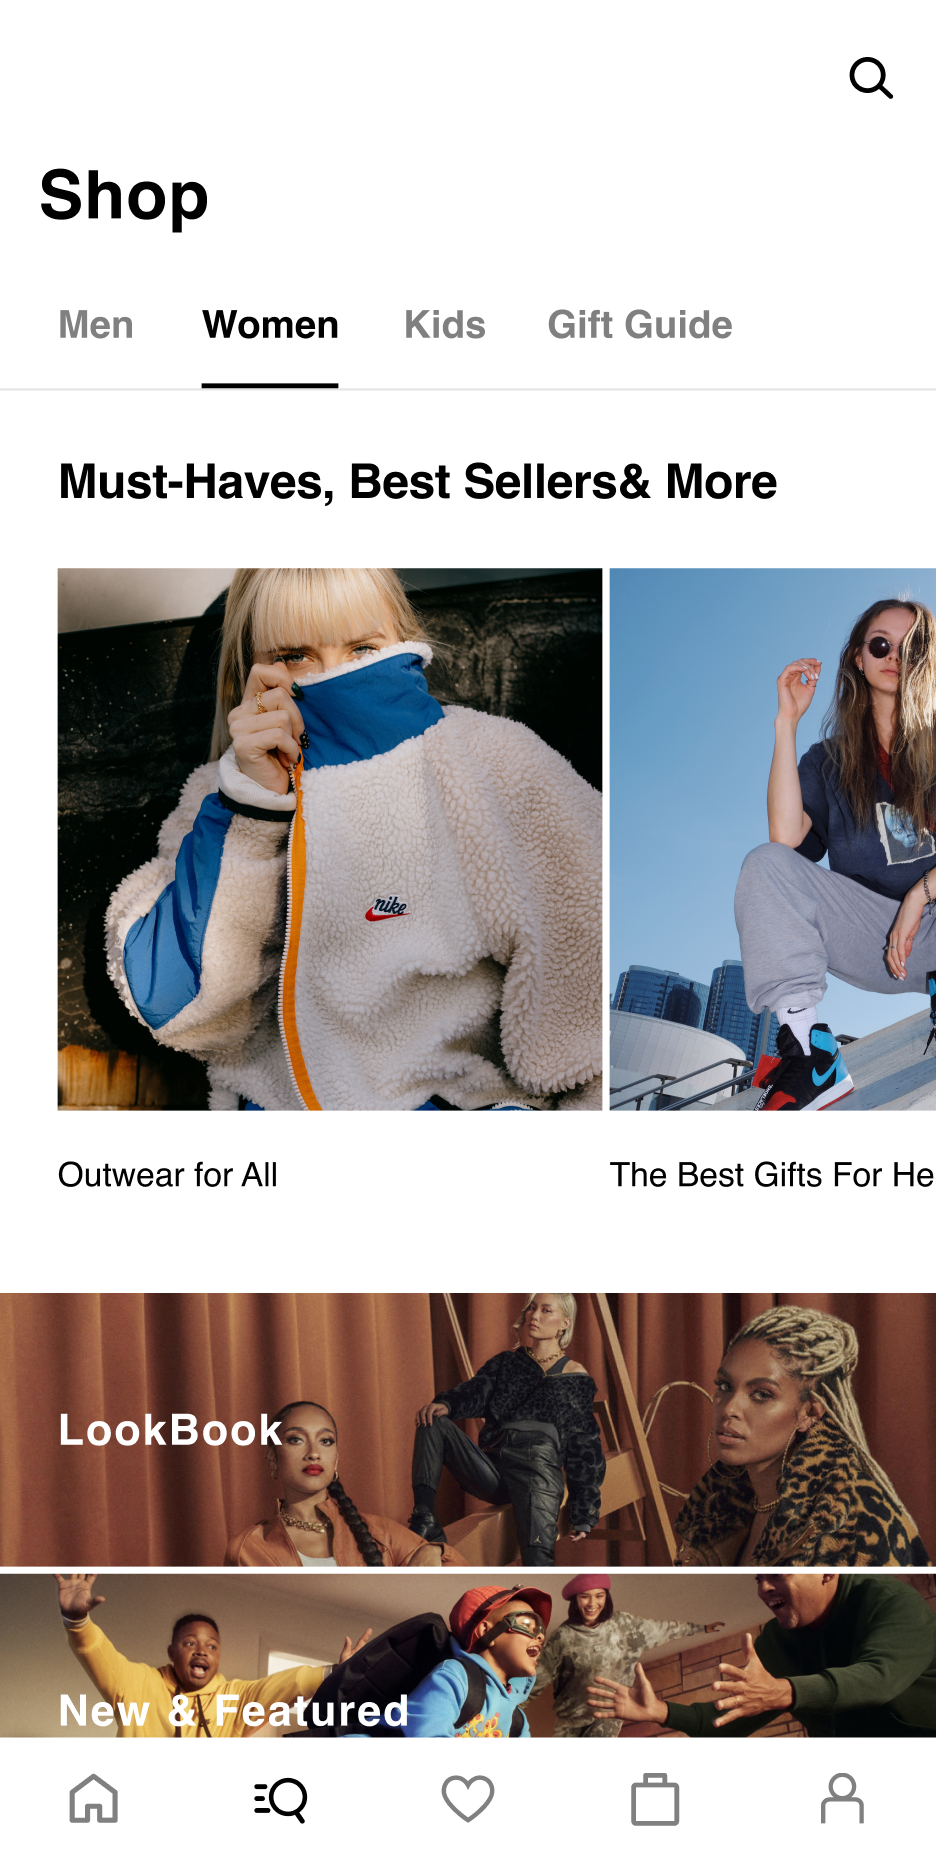 Shop
Men Women Kids Gift Guide
Must-Haves, Best Sellers& More
nike
Outwear for All
The Best Gifts For He
LookBook
New & Featured